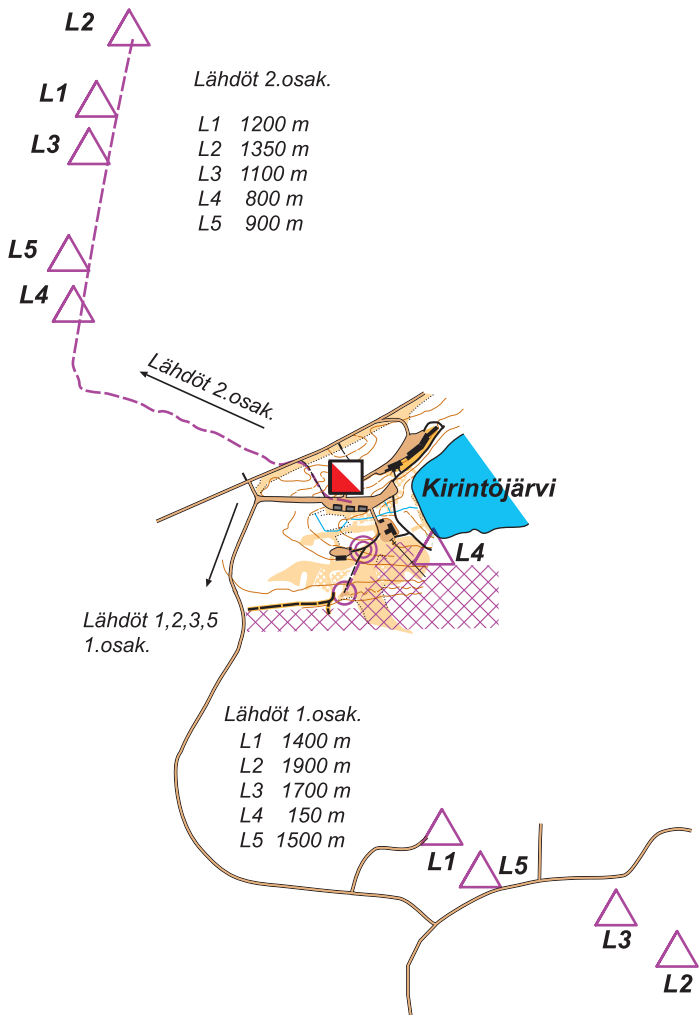 L2
Lähdöt 2.osak.
L1
L1 1200 m
L3
L2 1350 m
L3 1100 m
L4 800 m
L5 900 m
L5
L4
Lähdöt 2.osak.
Kirintöjärvi
L4
Lähdöt 1,2,3,5
1.osak.
Lähdöt 1.osak.
L1 1400 m
L2 1900 m
L3 1700 m
L4 150 m
L5 1500 m
L1
L5
L3
L2